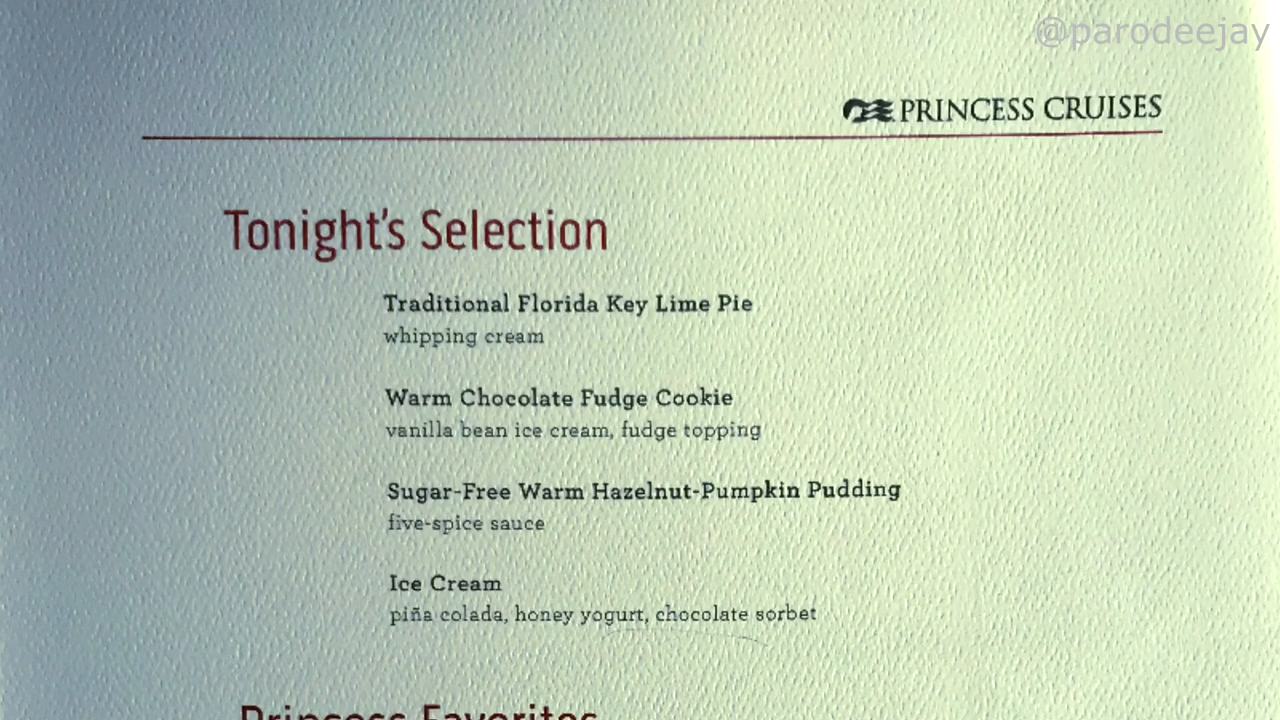 @parodeejay
PRINCESS CRUISES
Tonight's Selection
Traditional Florida Key Lime Pie
whipping cream
Warm Chocolate Fudge Cookie
vanilla bean ice cream, fudge topping
Sugar-Free Warm Hazelnut-Pumpkin Pudding
five-spice sauce
Ice Cream
piña colada, honey yogurt, chocolate sorbet
Princess Favorites